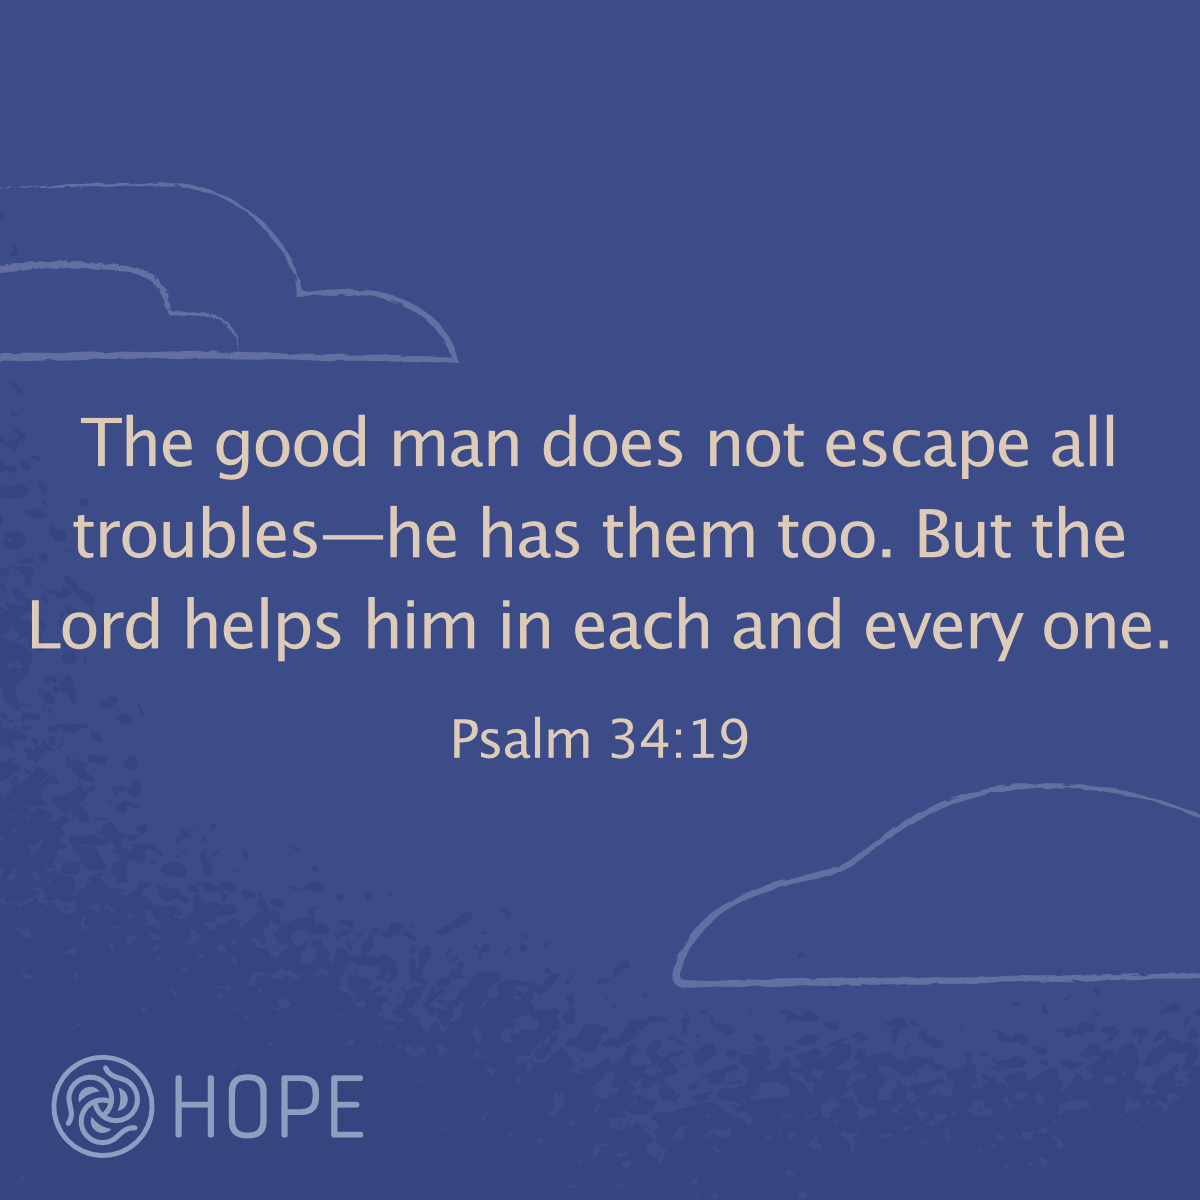 The good man does not escape all
troubles—he has them too. But the
Lord helps him in each and every one.
Psalm 34:19
HOPE